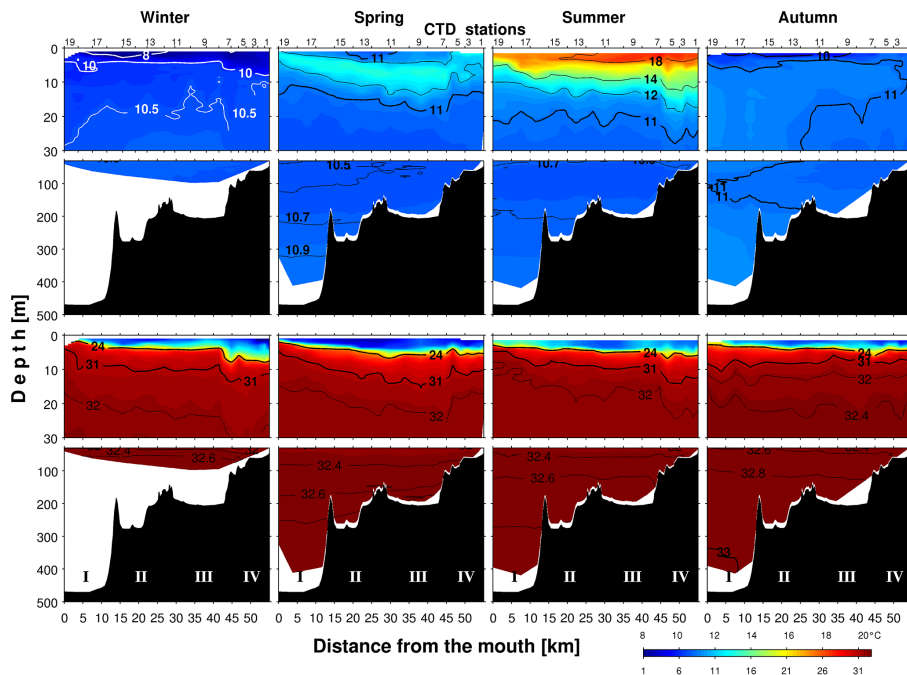 Winter Spring Summer Autumn
CTD stations
19 17 15 13 11 9 7 5 3 1 19 15 13 11 9 7 5 3 1 19 15 13 11 9 7 5 3 1 19 17 15 13 11 9 7 5 3 1
0 8 11 18 10
10 10 14
10 12 11
10.5 10.5 11 11
20
30
10.5 10.7
100 11
11
200 10.7
300 10.9
400
500
0
24 24 24 24
10 31 31 31 31
32 32
20 32 32 32.4
30
32.4 32.6 32.4 32.4 32
100 32.6 32.6 32.8
200
300
33
400 I II III IV I II III IV I II III IV I II III IV
500
0 5 10 15 20 25 30 35 40 45 50 0 5 10 15 20 25 30 35 40 45 50 0 5 10 15 20 25 30 35 40 45 50 0 5 10 15 20 25 30 35 40 45 50
Depth [m]
Distance from the mouth [km]
8 10 11 12 14 16 18 20°C
1 6 11 16 21 26 31